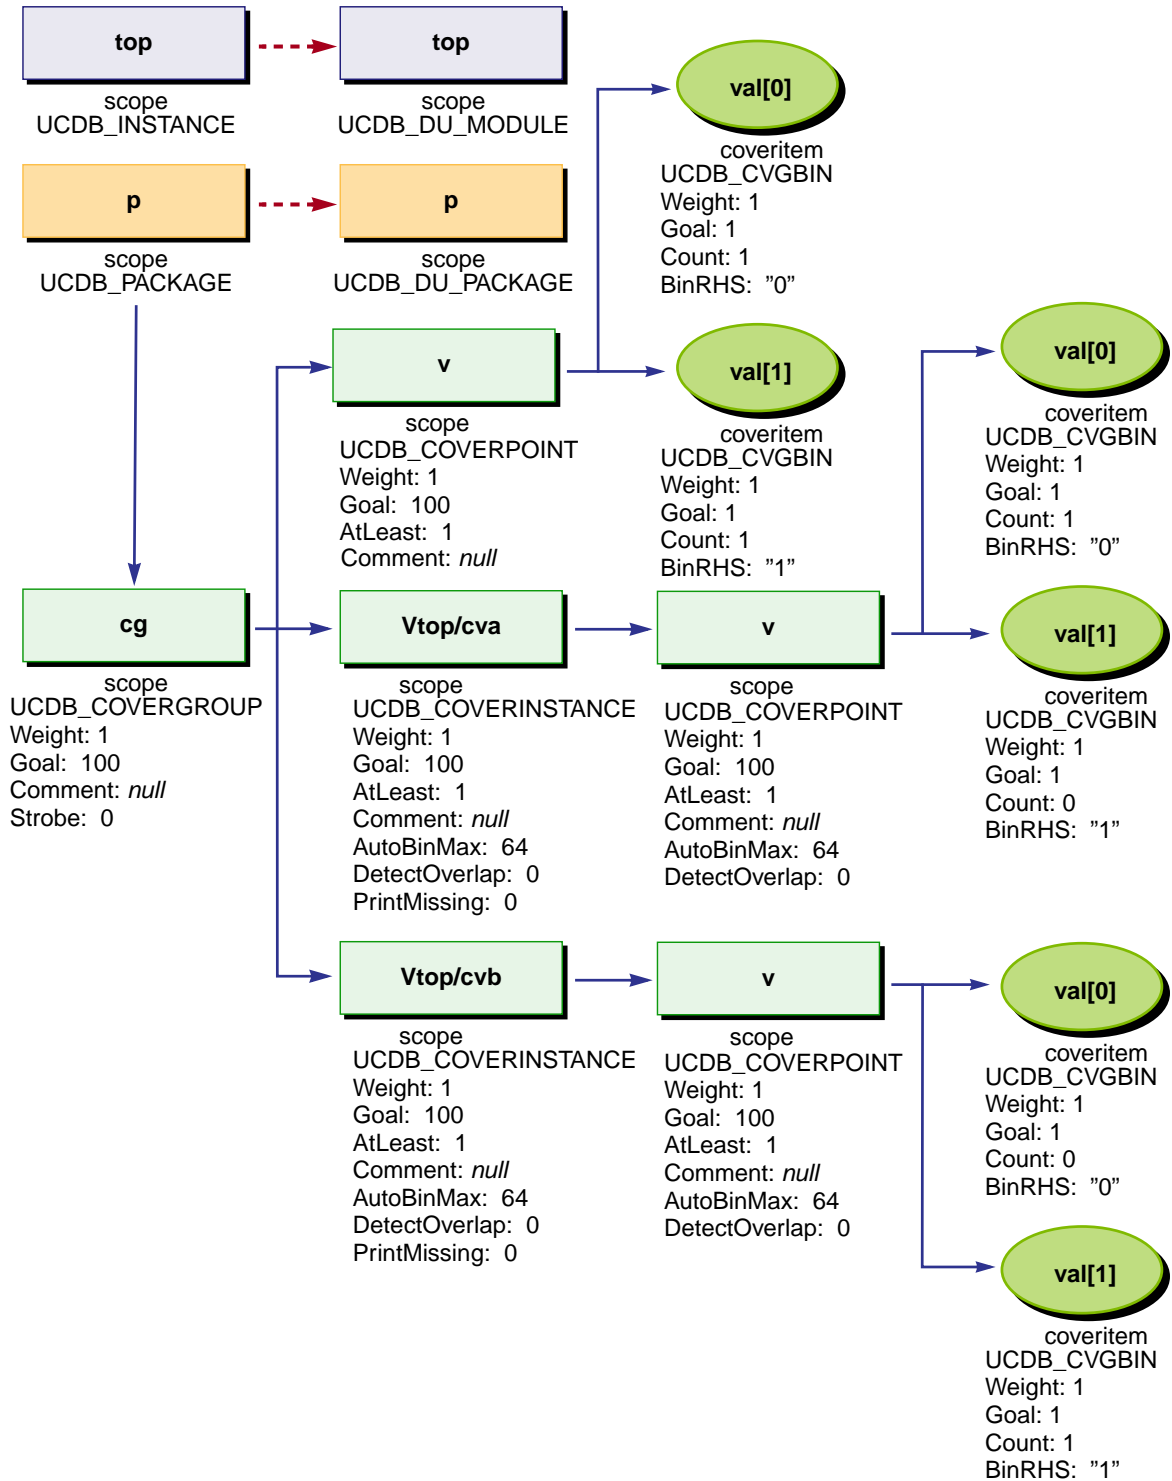 top
scope
UCDB_INSTANCE
top
scope
UCDB_DU_MODULE
p
scope
UCDB_PACKAGE
p
scope
UCDB_DU_PACKAGE
val[0]
coveritem
UCDB_CVGBIN
Weight: 1
Goal: 1
Count: 1
BinRHS: ”0”
v
scope
UCDB_COVERPOINT
Weight: 1
Goal: 100
AtLeast: 1
Comment: null
val[1]
coveritem
UCDB_CVGBIN
Weight: 1
Goal: 1
Count: 1
BinRHS: ”1”
val[0]
coveritem
UCDB_CVGBIN
Weight: 1
Goal: 1
Count: 1
BinRHS: ”0”
cg
scope
UCDB_COVERGROUP
Weight: 1
Goal: 100
Comment: null
Strobe: 0
Vtop/cva
scope
UCDB_COVERINSTANCE
Weight: 1
Goal: 100
AtLeast: 1
Comment: null
AutoBinMax: 64
DetectOverlap: 0
PrintMissing: 0
v
scope
UCDB_COVERPOINT
Weight: 1
Goal: 100
AtLeast: 1
Comment: null
AutoBinMax: 64
DetectOverlap: 0
val[1]
coveritem
UCDB_CVGBIN
Weight: 1
Goal: 1
Count: 0
BinRHS: ”1”
Vtop/cvb
scope
UCDB_COVERINSTANCE
Weight: 1
Goal: 100
AtLeast: 1
Comment: null
AutoBinMax: 64
DetectOverlap: 0
PrintMissing: 0
v
scope
UCDB_COVERPOINT
Weight: 1
Goal: 100
AtLeast: 1
Comment: null
AutoBinMax: 64
DetectOverlap: 0
val[0]
coveritem
UCDB_CVGBIN
Weight: 1
Goal: 1
Count: 0
BinRHS: ”0”
val[1]
coveritem
UCDB_CVGBIN
Weight: 1
Goal: 1
Count: 1
BinRHS: ”1”